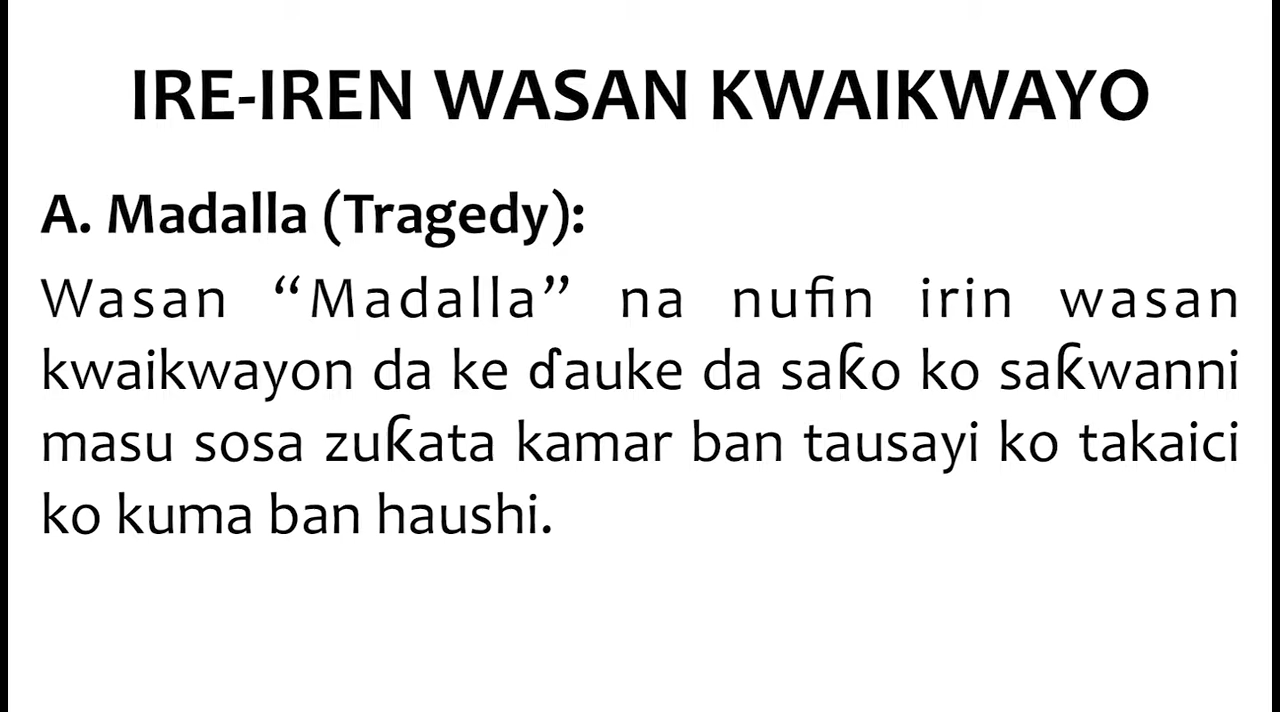 IRE-IREN WASAN KWAIKWAYO
A. Madalla (Tragedy):
Wasan “Madalla” na nufin irin wasan
kwaikwayon da ke ɗauke da saƙo ko saƙwanni
masu sosa zuƙata kamar ban tausayi ko takaici
ko kuma ban haushi.